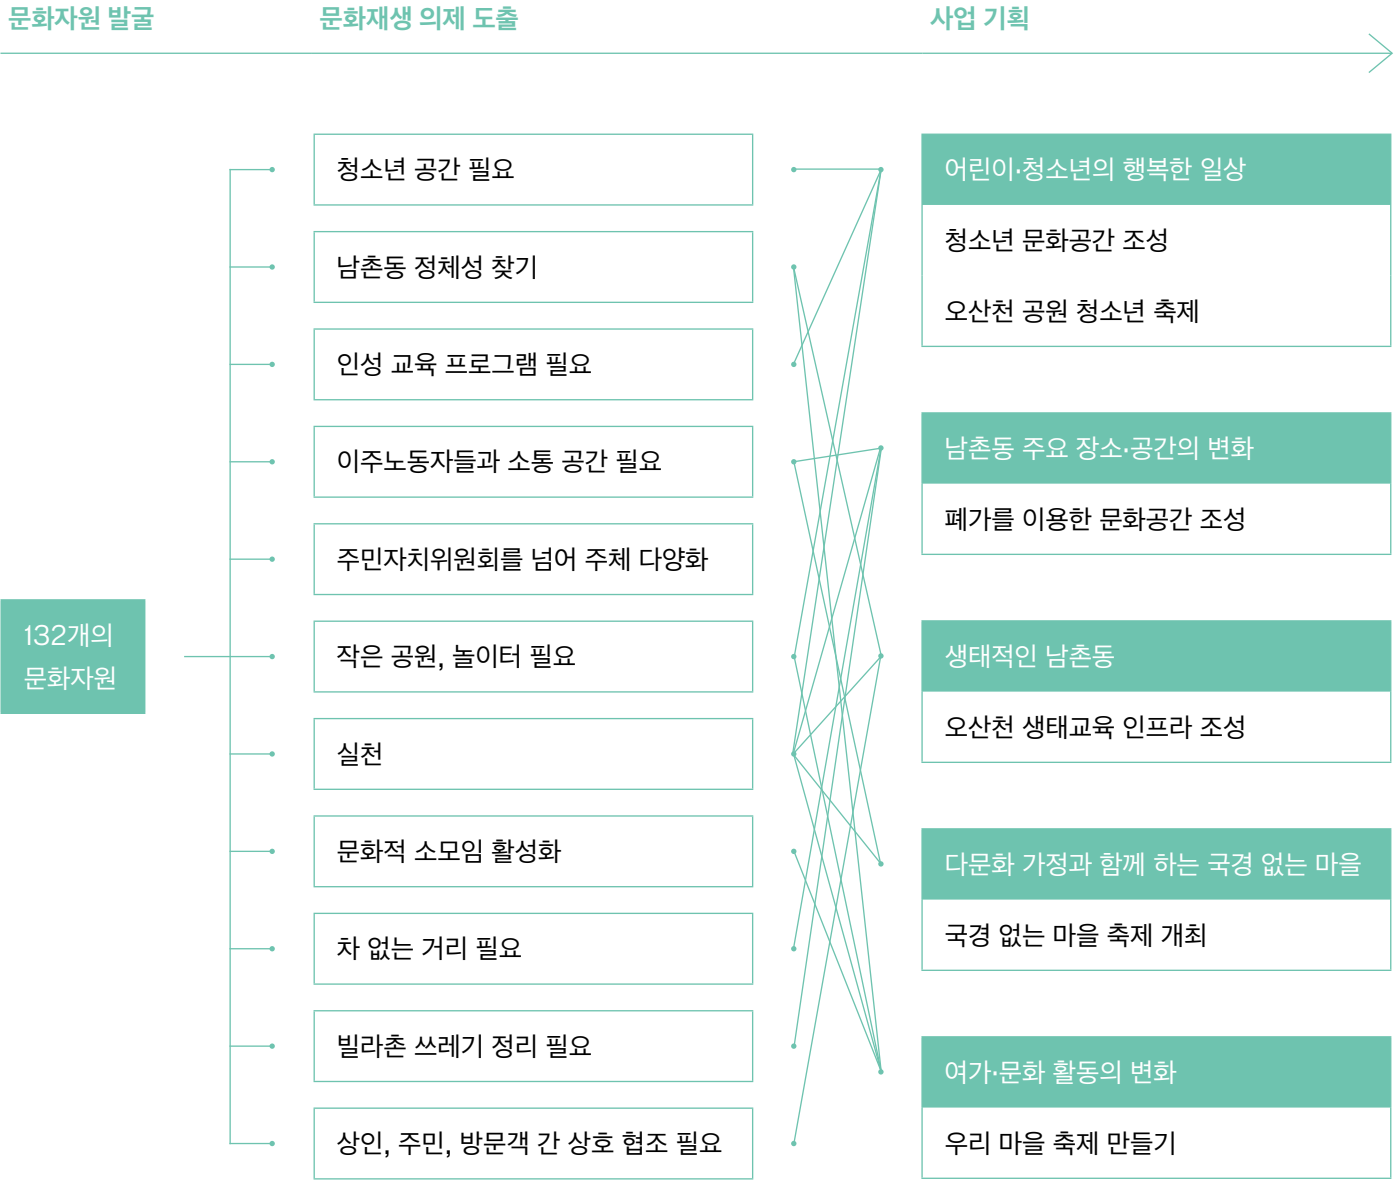 문화자원 발굴
문화재생 의제 도출
사업 기획
132개의
문화자원
청소년 공간 필요
남촌동 정체성 찾기
인성 교육 프로그램 필요
이주노동자들과 소통 공간 필요
주민자치위원회를 넘어 주체 다양화
작은 공원, 놀이터 필요
실천
문화적 소모임 활성화
차 없는 거리 필요
빌라촌 쓰레기 정리 필요
상인, 주민, 방문객 간 상호 협조 필요
어린이·청소년의 행복한 일상
청소년 문화공간 조성
오산천 공원 청소년 축제
남촌동 주요 장소·공간의 변화
폐가를 이용한 문화공간 조성
생태적인 남촌동
오산천 생태교육 인프라 조성
다문화 가정과 함께 하는 국경 없는 마을
국경 없는 마을 축제 개최
여가·문화 활동의 변화
우리 마을 축제 만들기